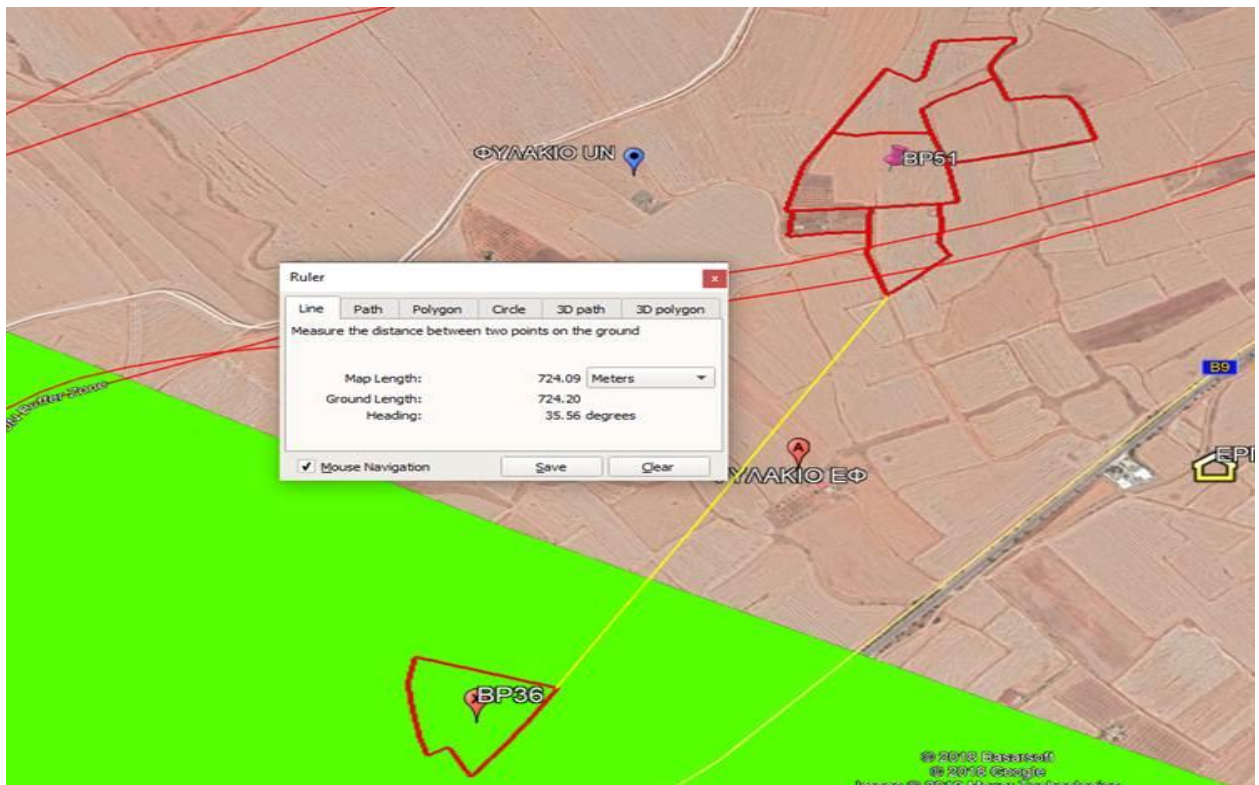 ΦΥΛΑΚΙΟ UN
BP51
Ruler
x
Line Path Polygon Circle 3D path 3D polygon
Measure the distance between two points on the ground
Map Length: 724.09 Meters
Ground Length: 724.20
Heading: 35.56 degrees
Mouse Navigation Save Clear
B9
Buffer Zone
A
ΥΛΑΚΙΟ ΕΦ
BP36
© 2018 Basarsoft
© 2018 Google